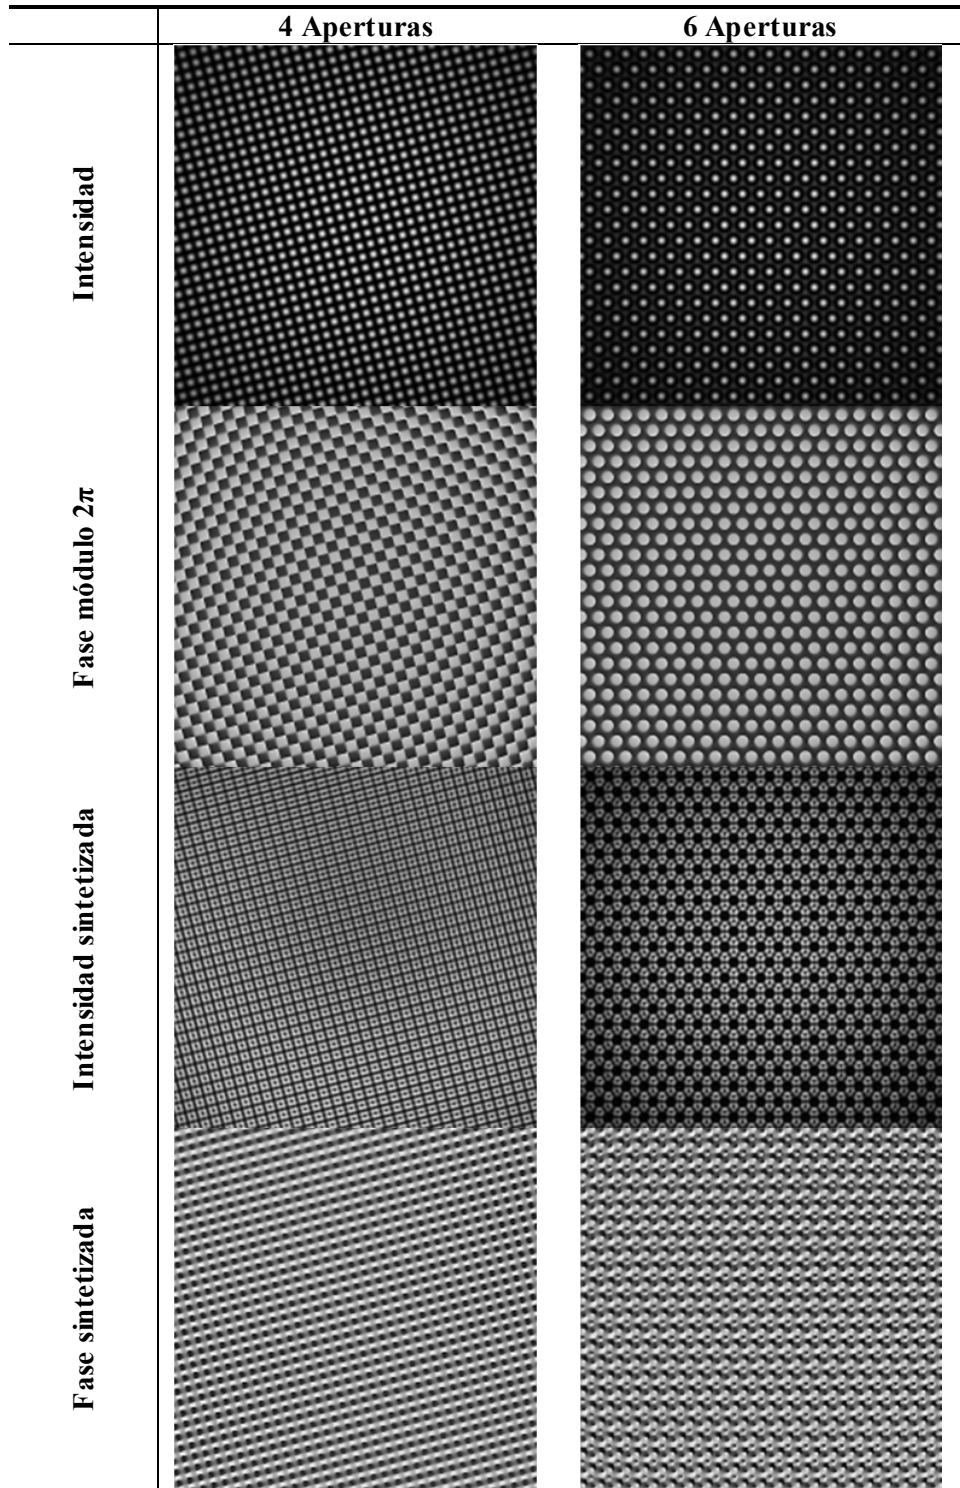 4 Aperturas 6 Aperturas
Intensidad
Fase módulo 2π
Intensidad sintetizada
Fase sintetizada